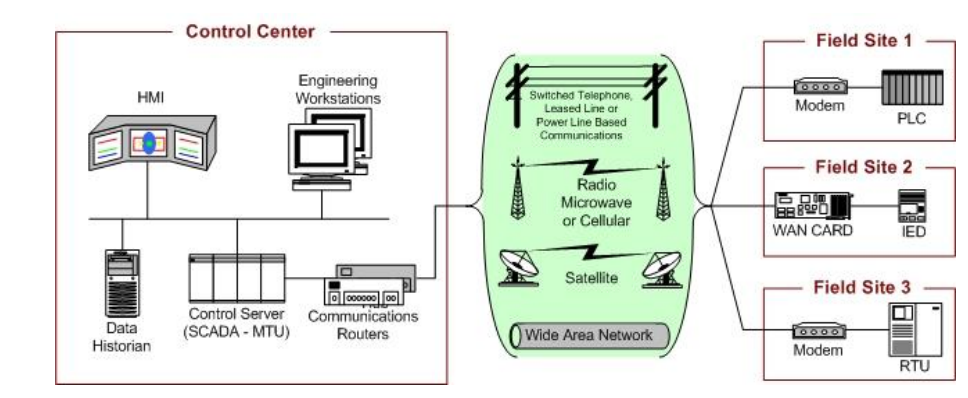 Control Center
HMI
Engineering
Workstations
Data
Historian
Control Server
(SCADA - MTU)
Communications
Routers
Switched Telephone,
Leased Line or
Power Line Based
Communications
Radio
Microwave
or Cellular
Satellite
Wide Area Network
Field Site 1
Modem
PLC
Field Site 2
WAN CARD
IED
Field Site 3
Modem
RTU